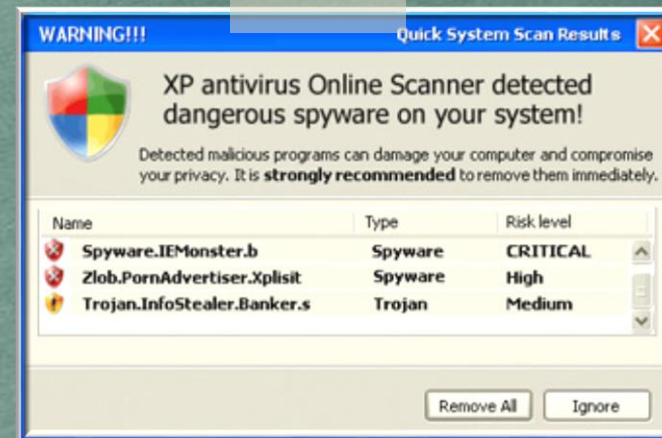 WARNING!!! Quick System Scan Results
XP antivirus Online Scanner detected
dangerous spyware on your system!
Detected malicious programs can damage your computer and compromise
your privacy. It is strongly recommended to remove them immediately.
Name Type Risk level
Spyware.IEMonster.b Spyware CRITICAL
Zlob.PornAdvertiser.Xplisit Spyware High
Trojan.InfoStealer.Banker.s Trojan Medium
Remove All Ignore